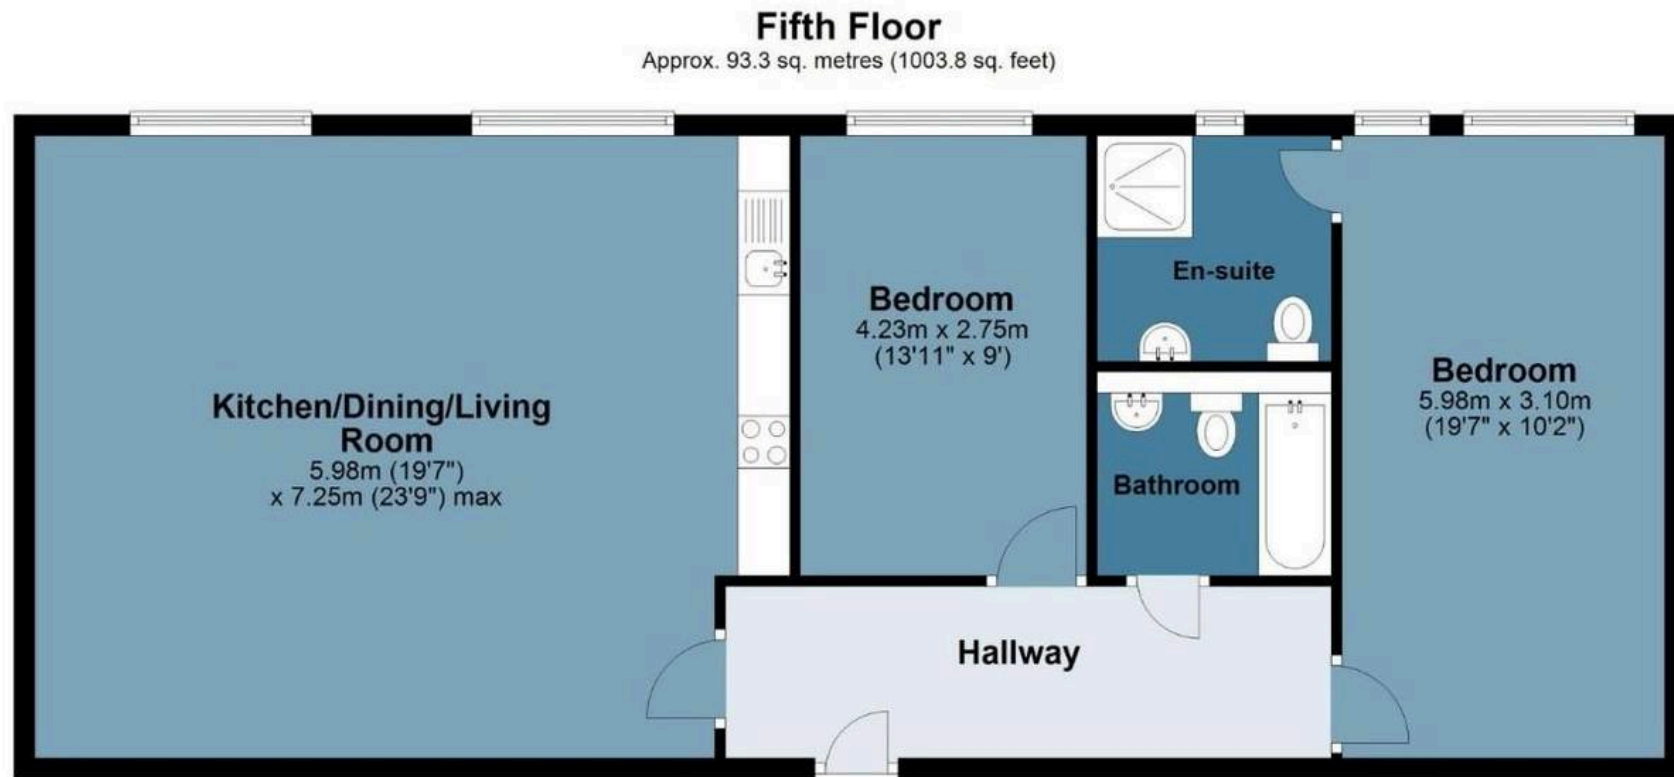 Fifth Floor
Approx. 93.3 sq. metres (1003.8 sq. feet)
Kitchen/Dining/Living
Room
5.98m (19'7")
x 7.25m (23'9") max
Bedroom
4.23m x 2.75m
(13'11" x 9')
En-suite
Bathroom
Bedroom
5.98m x 3.10m
(19'7" x 10'2")
Hallway